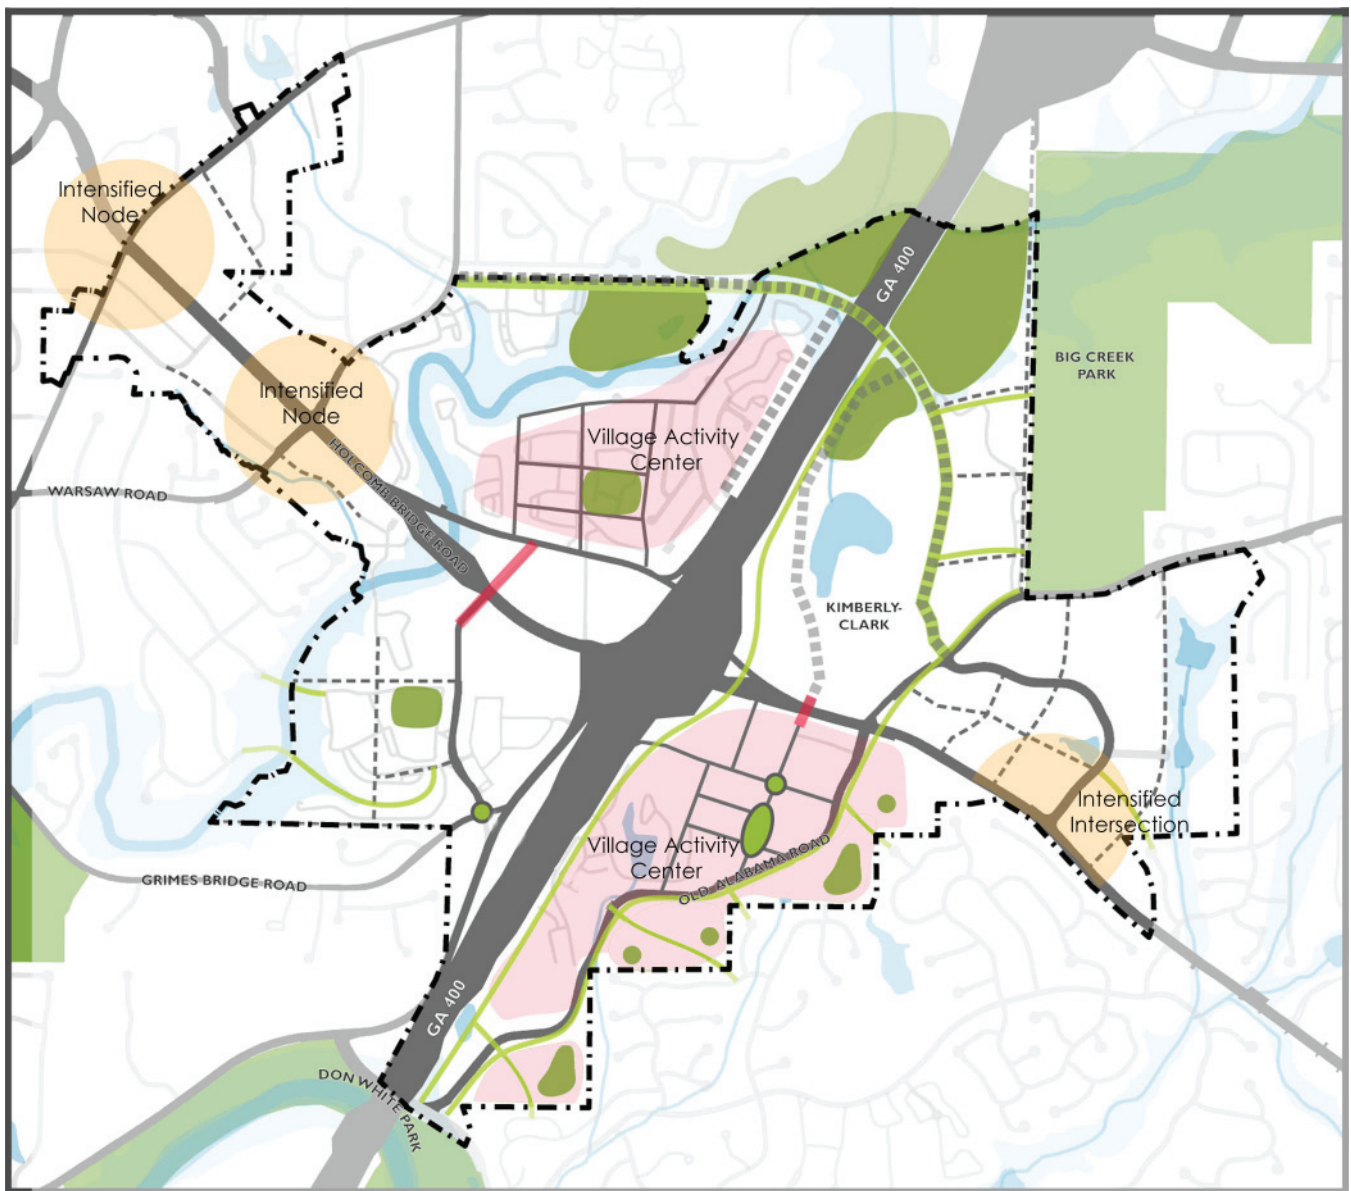 Intensified
Node
GA 400
BIG CREEK
PARK
Intensified
Node
Village Activity
Center
HOLCOMB BRIDGE ROAD
WARSAW ROAD
KIMBERLY-
CLARK
Intensified
Intersection
Village Activity
Center
OLD ALABAMA ROAD
GRIMES BRIDGE ROAD
GA 400
DON WHITE PARK